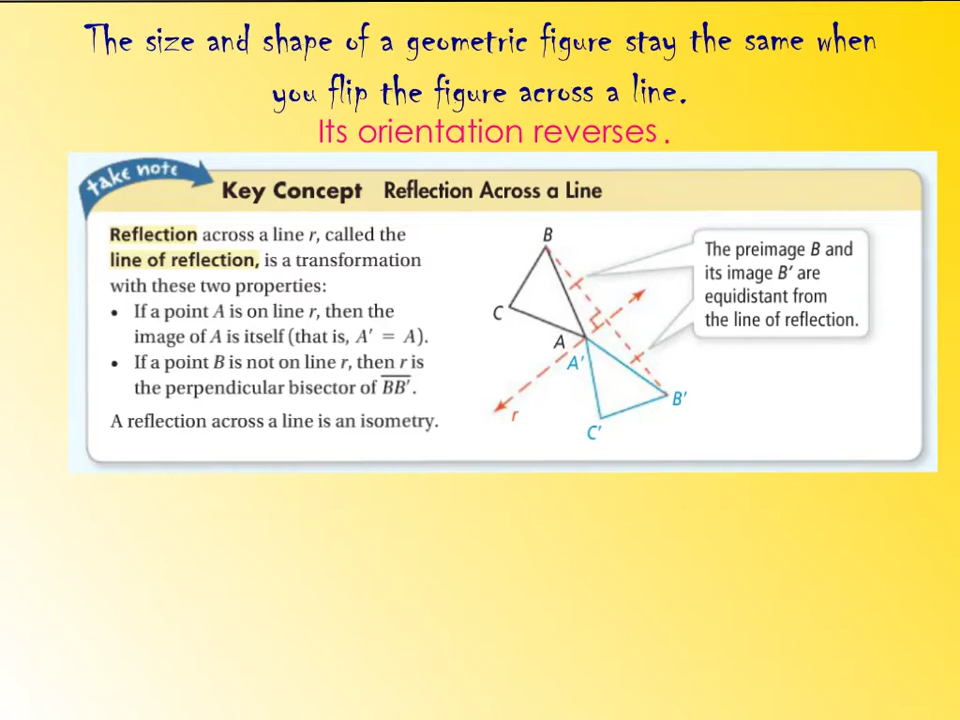 The size and shape of a geometric figure stay the same when
you flip the figure across a line.
Its orientation reverses.
take note
Key Concept Reflection Across a Line
Reflection across a line r, called the
line of reflection, is a transformation
with these two properties:
• If a point A is on line r, then the
image of A is itself (that is, A′ = A).
• If a point B is not on line r, then r is
the perpendicular bisector of BB′.
A reflection across a line is an isometry.
B
C
A
A′
B′
C′
r
The preimage B and
its image B′ are
equidistant from
the line of reflection.